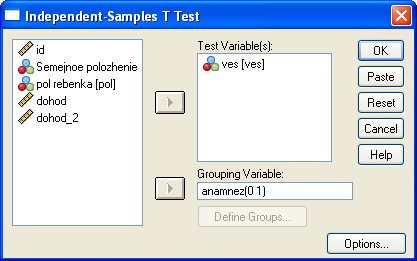 Independent-Samples T Test
id
Semejnoe polozhenie
pol rebenka [pol]
dohod
dohod_2
Test Variable(s):
ves [ves]
Grouping Variable:
anamnez(0 1)
Define Groups...
OK
Paste
Reset
Cancel
Help
Options...